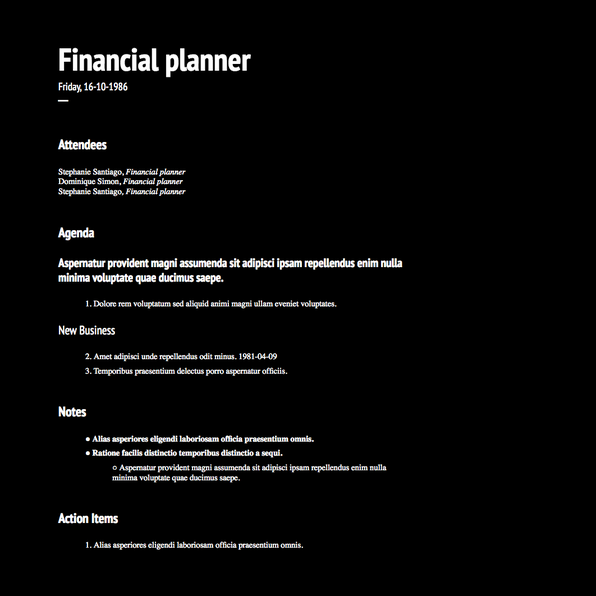 Financial planner
Friday, 16-10-1986
Attendees
Stephanie Santiago, Financial planner
Dominique Simon, Financial planner
Stephanie Santiago, Financial planner
Agenda
Aspernatur provident magni assumenda sit adipisci ipsam repellendus enim nulla
minima voluptate quae ducimus saepe.
1. Dolore rem voluptatum sed aliquid animi magni ullam eveniet voluptates.
New Business
2. Amet adipisci unde repellendus odit minus. 1981-04-09
3. Temporibus praesentium delectus porro aspernatur officiis.
Notes
● Alias asperiores eligendi laboriosam officia praesentium omnis.
● Ratione facilis distinctio temporibus distinctio a sequi.
○ Aspernatur provident magni assumenda sit adipisci ipsam repellendus enim nulla
minima voluptate quae ducimus saepe.
Action Items
1. Alias asperiores eligendi laboriosam officia praesentium omnis.